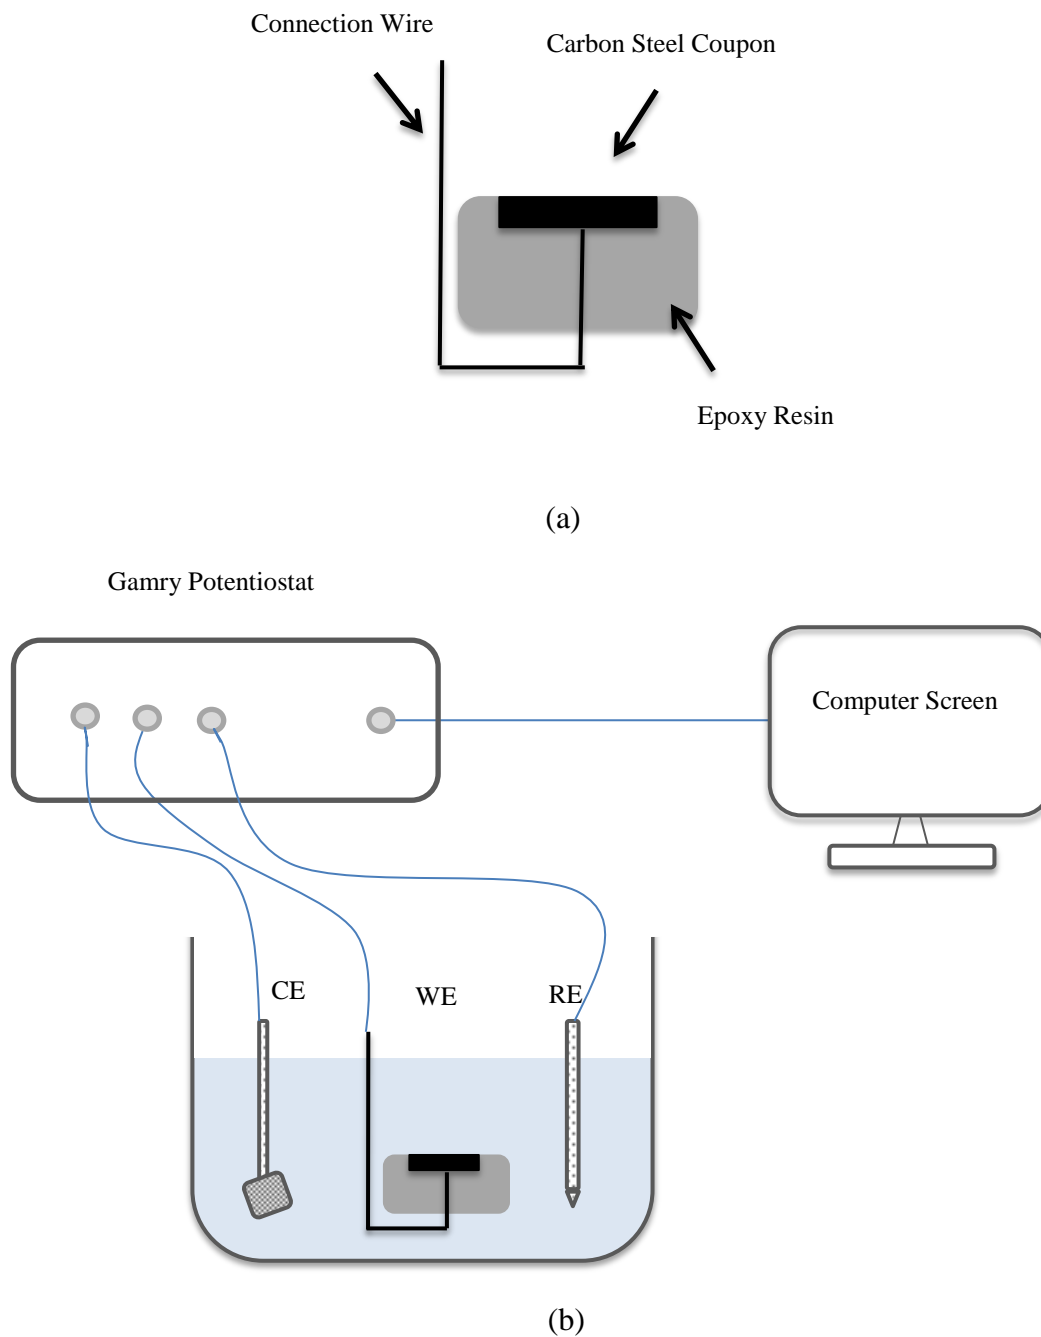 Connection Wire
Carbon Steel Coupon
Epoxy Resin
(a)
Gamry Potentiostat
Computer Screen
CE
WE
RE
(b)